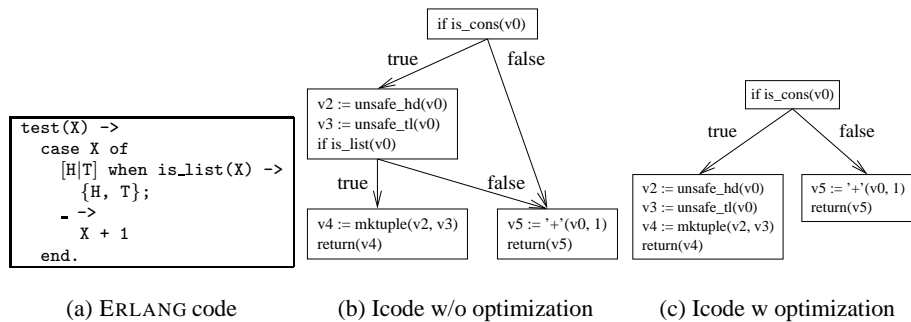 test(X) ->
case X of
[H|T] when is_list(X) ->
{H, T};
_ ->
X + 1
end.
(a) ERLANG code
if is_cons(v0)
true
false
v2 := unsafe_hd(v0)
v3 := unsafe_tl(v0)
if is_list(v0)
true
false
v4 := mktuple(v2, v3)
return(v4)
v5 := '+'(v0, 1)
return(v5)
(b) Icode w/o optimization
if is_cons(v0)
true
false
v2 := unsafe_hd(v0)
v3 := unsafe_tl(v0)
v4 := mktuple(v2, v3)
return(v4)
v5 := '+'(v0, 1)
return(v5)
(c) Icode w optimization